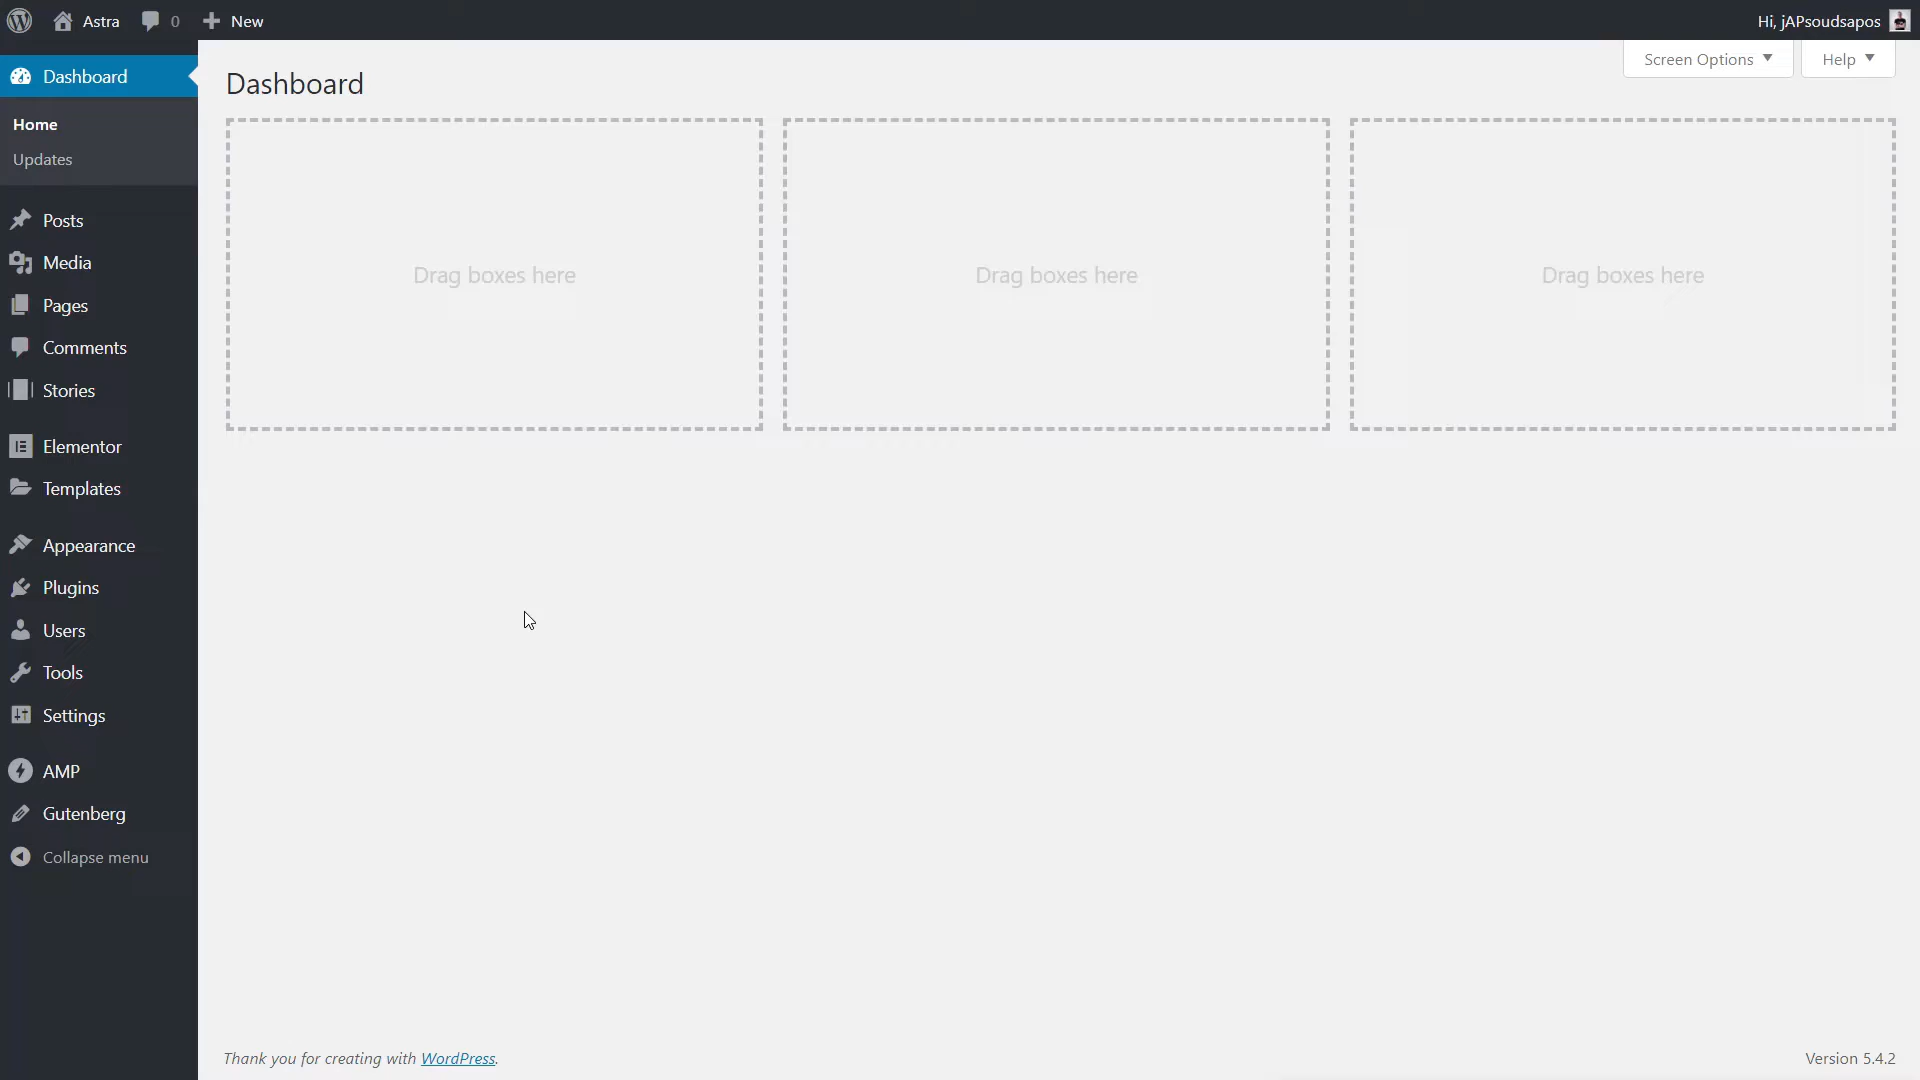 Astra
0
New
Hi, jAPsoudsapos
Dashboard
Home
Updates
Posts
Media
Pages
Comments
Stories
Elementor
Templates
Appearance
Plugins
Users
Tools
Settings
AMP
Gutenberg
Collapse menu
Screen Options
Help
Dashboard
Drag boxes here
Drag boxes here
Drag boxes here
Thank you for creating with WordPress.
Version 5.4.2